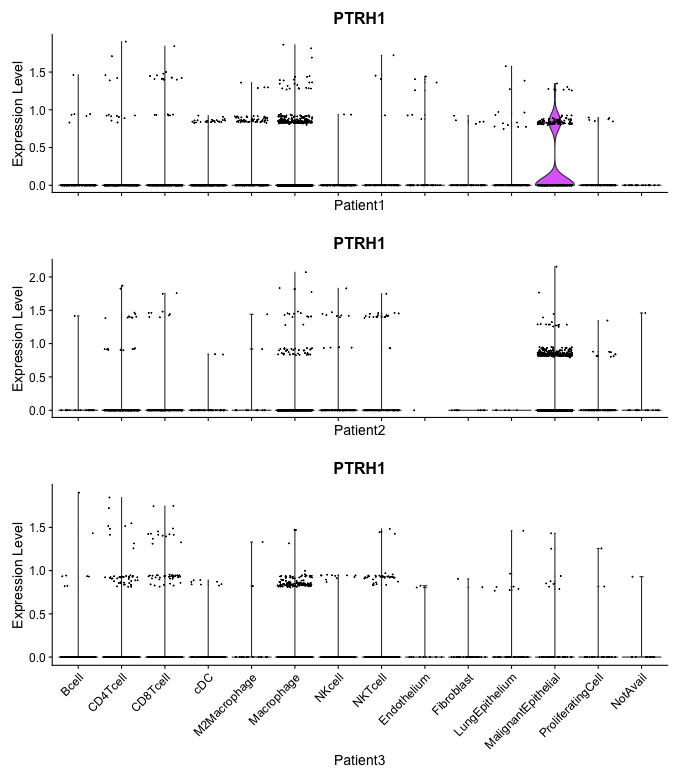 PTRH1
Expression Level
1.5
1.0
0.5
0.0
Patient1
PTRH1
Expression Level
2.0
1.5
1.0
0.5
0.0
Patient2
PTRH1
Expression Level
1.5
1.0
0.5
0.0
Bcell
CD4Tcell
CD8Tcell
cDC
M2Macrophage
Macrophage
NKcell
NKTcell
Endothelium
Fibroblast
LungEpithelium
MalignantEpithelial
ProliferatingCell
NotAvail
Patient3